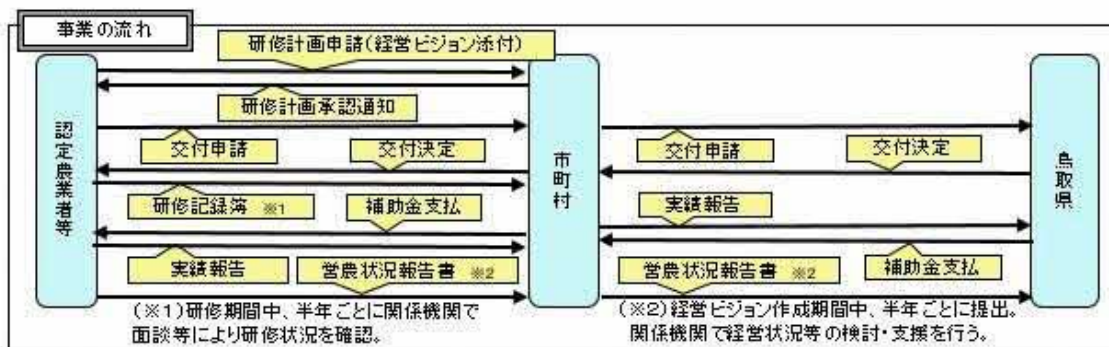 事業の流れ
研修計画申請(経営ビジョン添付)
研修計画承認通知
認定農業者等
市町村
鳥取県
交付申請
交付決定
交付申請
交付決定
研修記録簿 ※1
補助金支払
実績報告
実績報告
営農状況報告書 ※2
営農状況報告書 ※2
補助金支払
(※1)研修期間中、半年ごとに関係機関で
面談等により研修状況を確認。
(※2)経営ビジョン作成期間中、半年ごとに提出。
関係機関で経営状況等の検討・支援を行う。